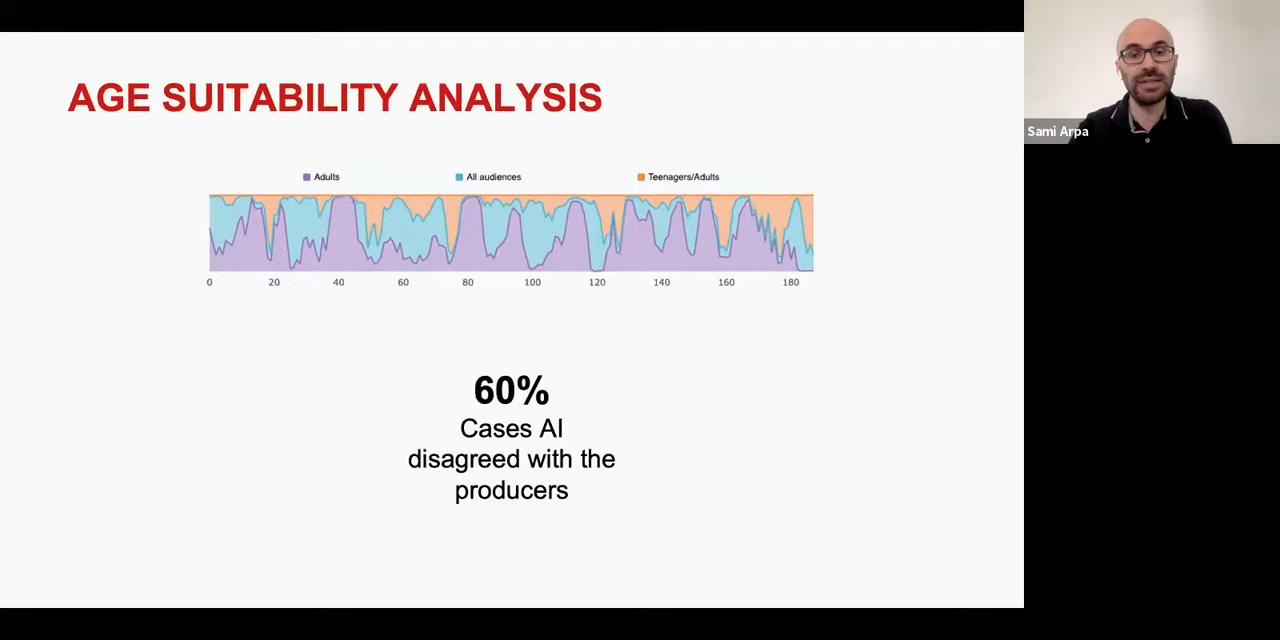 AGE SUITABILITY ANALYSIS
Adults
All audiences
Teenagers/Adults
0 20 40 60 80 100 120 140 160 180
60%
Cases AI
disagreed with the
producers
Sami Arpa